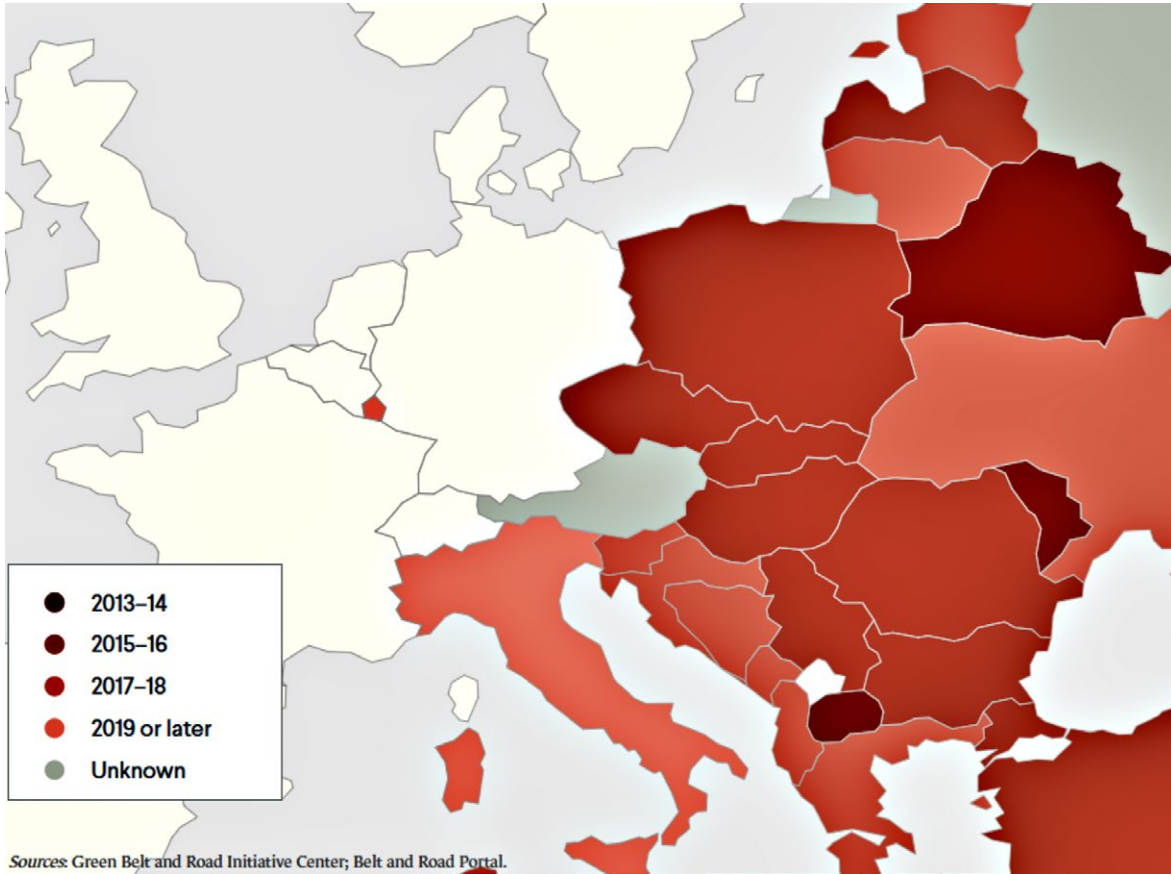 2013–14
2015–16
2017–18
2019 or later
Unknown
Sources: Green Belt and Road Initiative Center; Belt and Road Portal.